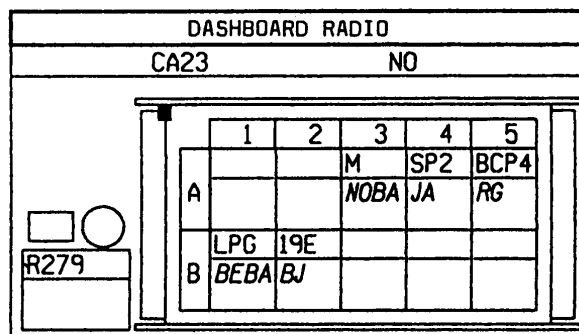 DASHBOARD RADIO
CA23 NO
1 2 3 4 5
M SP2 BCP4
A NOBA JA RG
LPG 19E
B BEBA BJ
R279